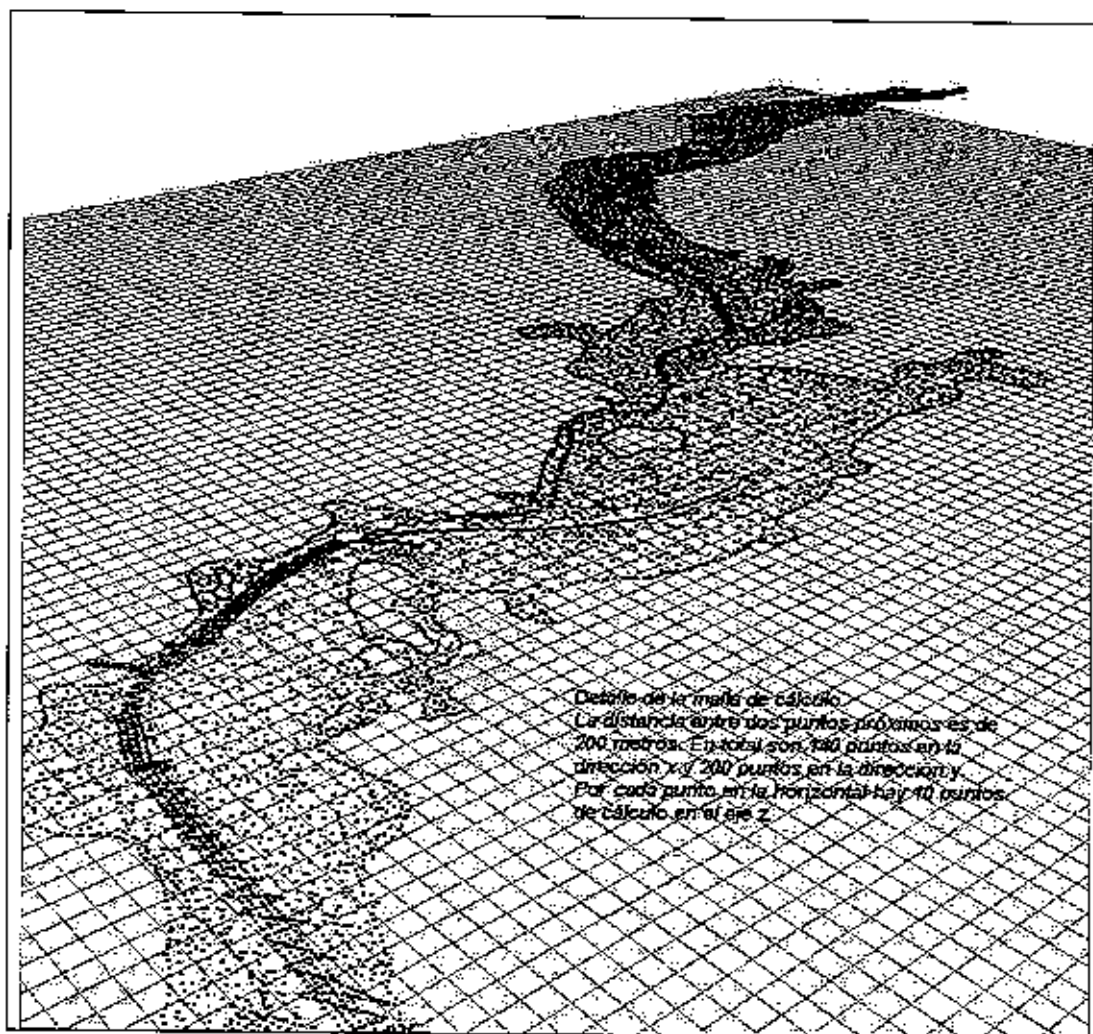 Detalle de la malla de cálculo.
La distancia entre dos puntos próximos es de
200 metros. En total son 140 puntos en la
dirección x y 200 puntos en la dirección y.
Por cada punto en la horizontal hay 10 puntos
de cálculo en el eje z.